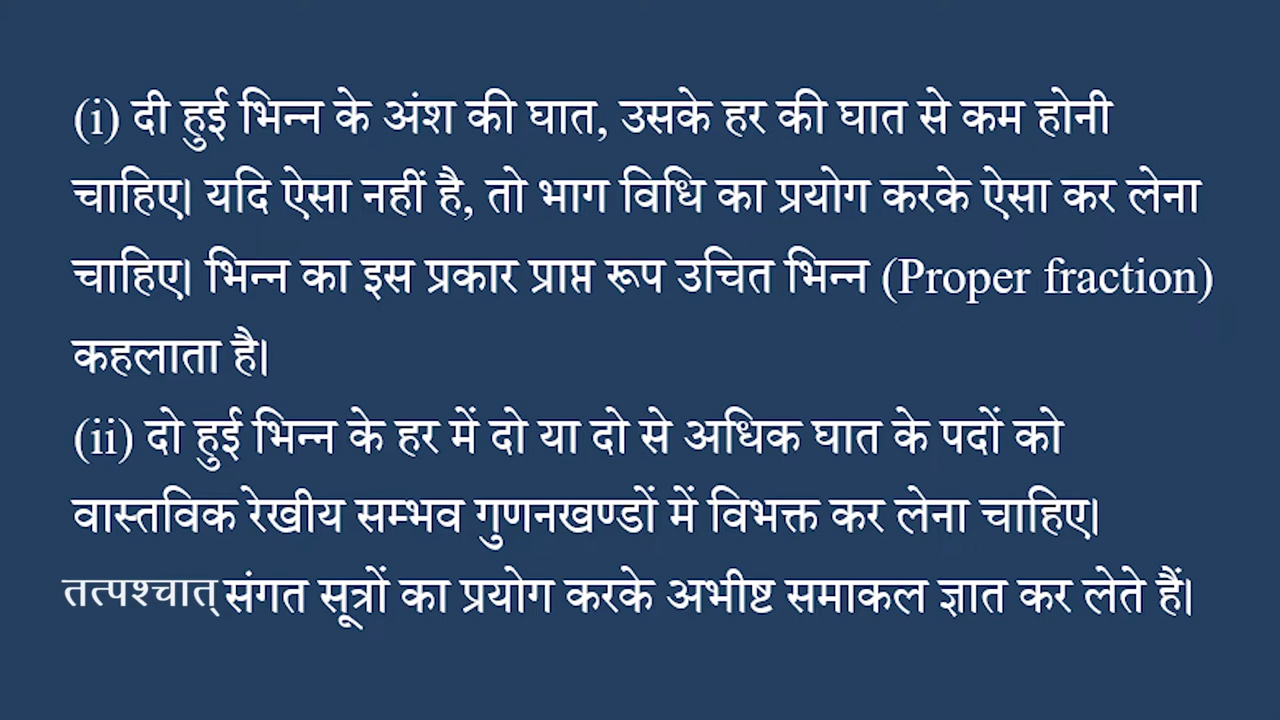 (i) दी हुई भिन्न के अंश की घात, उसके हर की घात से कम होनी
चाहिए। यदि ऐसा नहीं है, तो भाग विधि का प्रयोग करके ऐसा कर लेना
चाहिए। भिन्न का इस प्रकार प्राप्त रूप उचित भिन्न (Proper fraction)
कहलाता है।
(ii) दो हुई भिन्न के हर में दो या दो से अधिक घात के पदों को
वास्तविक रेखीय सम्भव गुणनखण्डों में विभक्त कर लेना चाहिए।
तत्पश्चात् संगत सूत्रों का प्रयोग करके अभीष्ट समाकल ज्ञात कर लेते हैं।